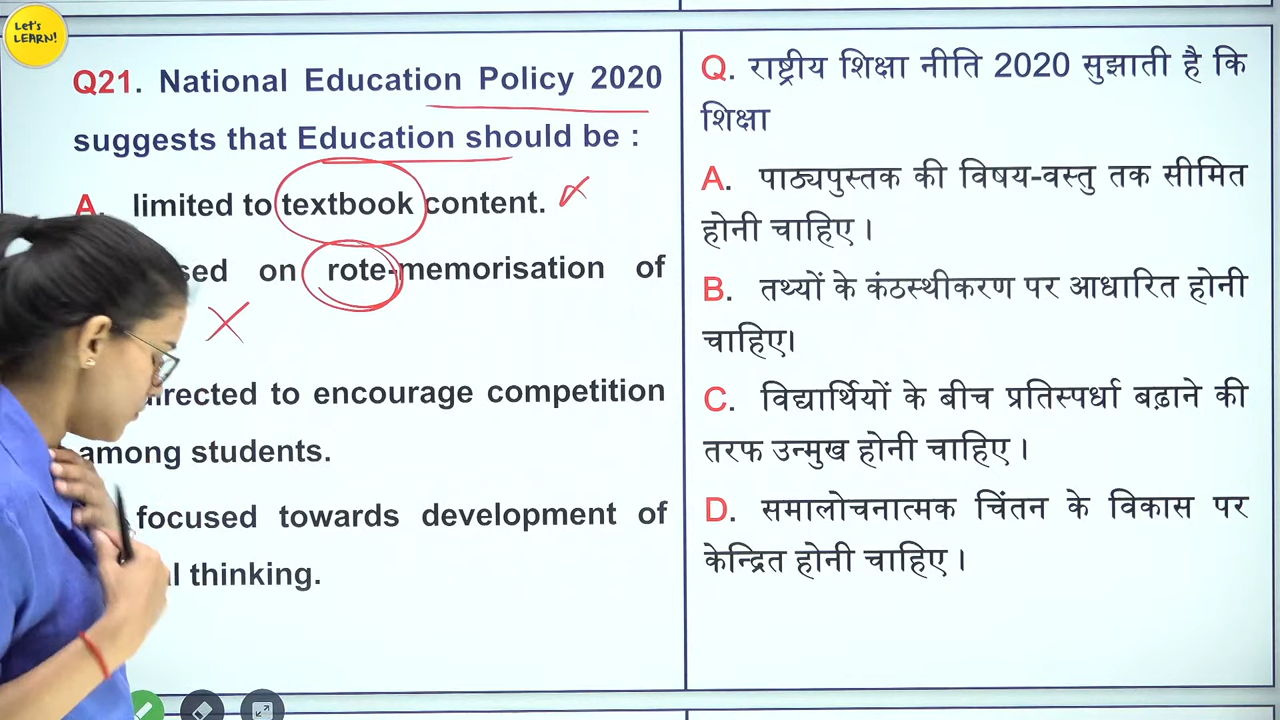 Let's
LEARN!
Q21. National Education Policy 2020
suggests that Education should be :
A. limited to textbook content.
on rote-memorisation of
to encourage competition
among students.
focused towards development of
thinking.
Q. राष्ट्रीय शिक्षा नीति 2020 सुझाती है कि
शिक्षा
A. पाठ्यपुस्तक की विषय-वस्तु तक सीमित
होनी चाहिए ।
B. तथ्यों के कंठस्थीकरण पर आधारित होनी
चाहिए।
C. विद्यार्थियों के बीच प्रतिस्पर्धा बढ़ाने की
तरफ उन्मुख होनी चाहिए ।
D. समालोचनात्मक चिंतन के विकास पर
केन्द्रित होनी चाहिए ।